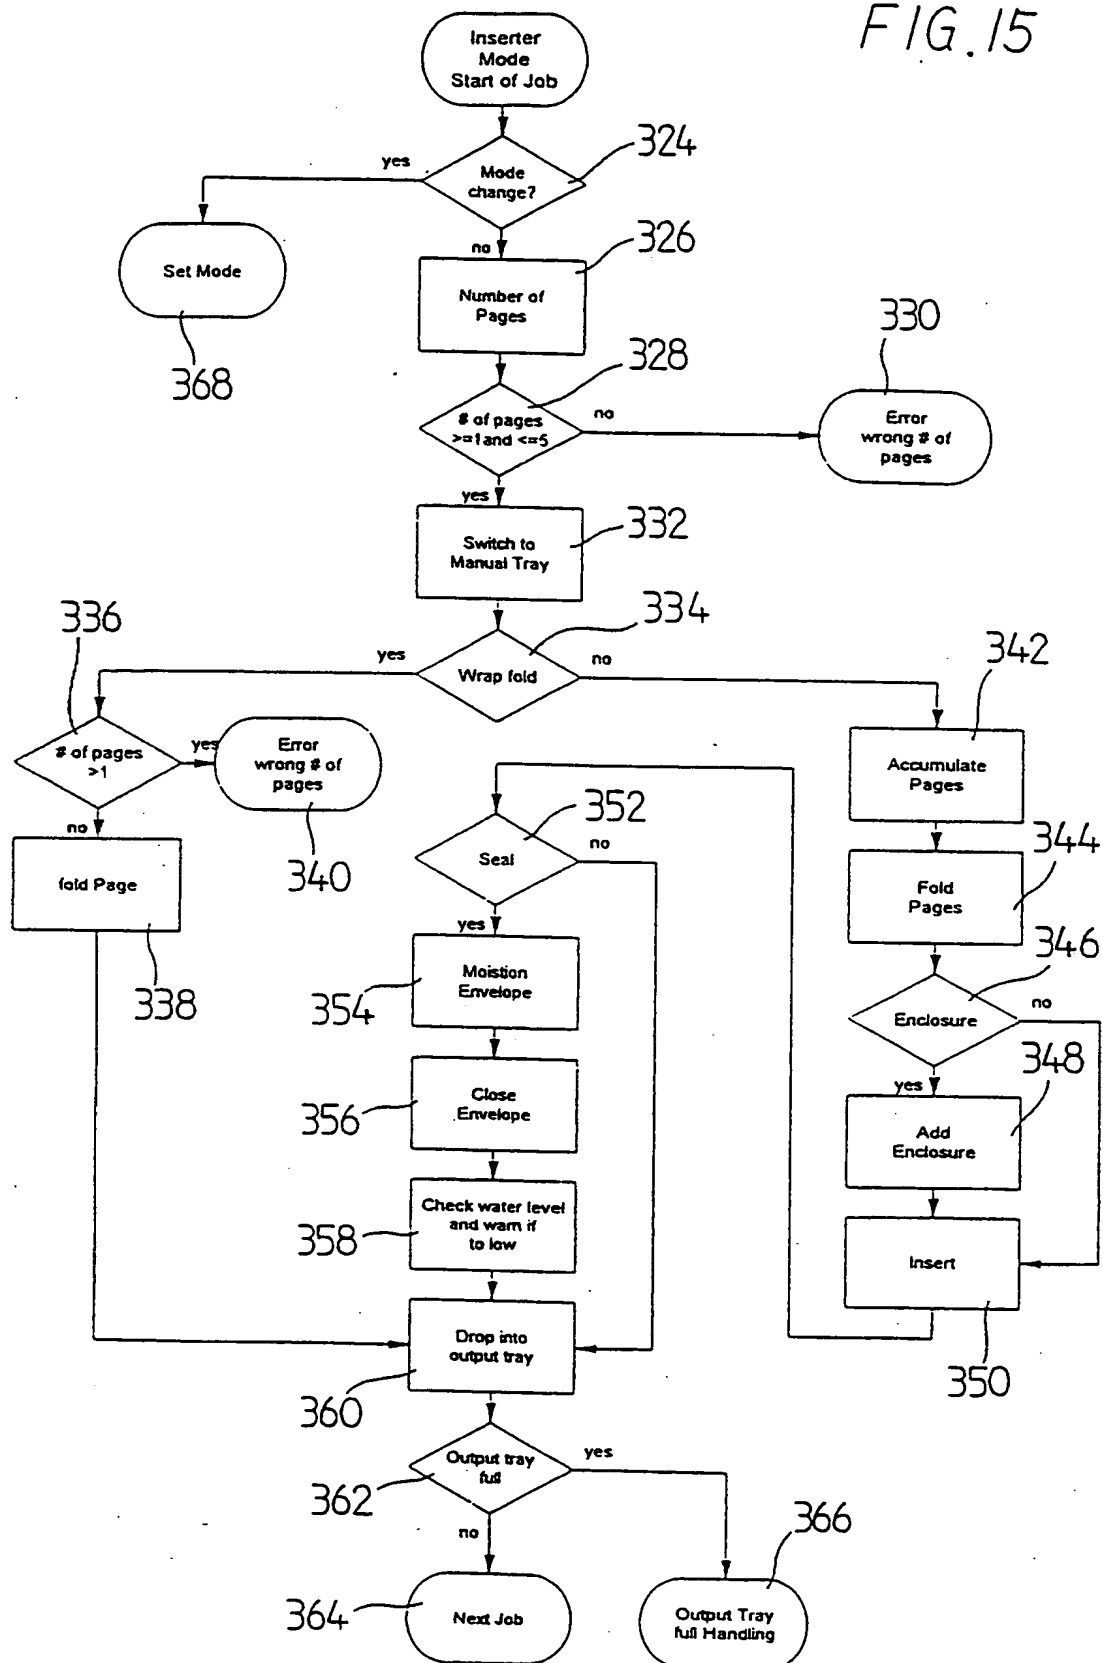 FIG.15
Inserter
Mode
Start of Job
324
yes
Mode
change?
no
326
Set Mode
Number of
Pages
330
368
328
# of pages
>=1and <=5
no
Error
wrong # of
pages
yes
332
Switch to
Manual Tray
336
334
yes
Wrap fold
no
342
# of pages
>1
yes
Error
wrong # of
pages
Accumulate
Pages
no
352
340
Seal
no
344
fold Page
Fold
Pages
yes
338
354
Moistion
Envelope
346
Enclosure
no
348
yes
356
Close
Envelope
Add
Enclosure
358
Check water level
and warn if
to low
Insert
350
Drop into
output tray
360
Output tray
full
yes
362
no
366
364
Next Job
Output Tray
full Handling